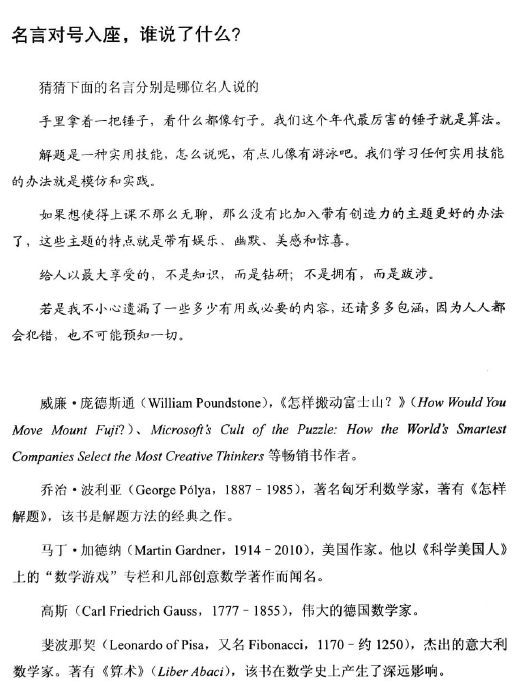 名言对号入座，谁说了什么？
猜猜下面的名言分别是哪位名人说的
手里拿着一把锤子，看什么都像钉子。我们这个年代最厉害的锤子就是算法。
解题是一种实用技能，怎么说呢，有点儿像有游泳吧。我们学习任何实用技能
的办法就是模仿和实践。
如果想使得上课不那么无聊，那么没有比加入带有创造力的主题更好的办法
了，这些主题的特点就是带有娱乐、幽默、美感和惊喜。
给人以最大享受的，不是知识，而是钻研；不是拥有，而是跋涉。
若是我不小心遗漏了一些多少有用或必要的内容，还请多多包涵，因为人人都
会犯错，也不可能预知一切。
威廉·庞德斯通（William Poundstone），《怎样搬动富士山？》（How Would You
Move Mount Fuji?）、Microsoft's Cult of the Puzzle: How the World's Smartest
Companies Select the Most Creative Thinkers 等畅销书作者。
乔治·波利亚（George Pólya，1887–1985），著名匈牙利数学家，著有《怎样
解题》，该书是解题方法的经典之作。
马丁·加德纳（Martin Gardner，1914–2010），美国作家。他以《科学美国人》
上的“数学游戏”专栏和几部创意数学著作而闻名。
高斯（Carl Friedrich Gauss，1777–1855），伟大的德国数学家。
斐波那契（Leonardo of Pisa，又名 Fibonacci，1170–约 1250），杰出的意大利
数学家。著有《算术》（Liber Abaci），该书在数学史上产生了深远影响。